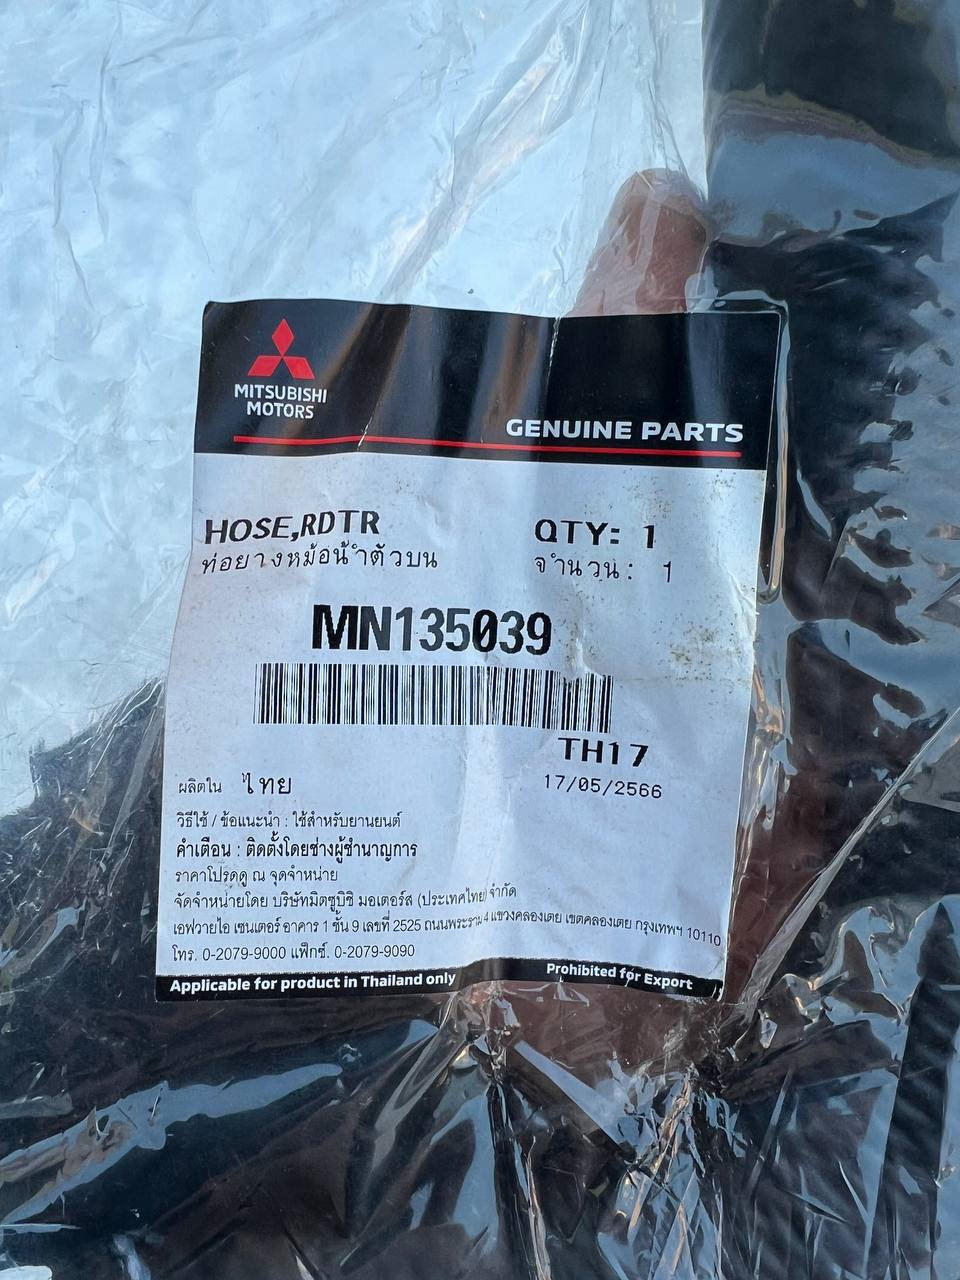 MITSUBISHI
MOTORS
GENUINE PARTS
HOSE,RDTR
QTY: 1
ท่อยางหม้อน้ำตัวบน
จำนวน: 1
MN135039
TH17
ผลิตใน ไทย
17/05/2566
วิธีใช้ / ข้อแนะนำ : ใช้สำหรับยานยนต์
คำเตือน : ติดตั้งโดยช่างผู้ชำนาญการ
ราคาโปรดดู ณ จุดจำหน่าย
จัดจำหน่ายโดย บริษัทมิตซูบิชิ มอเตอร์ส (ประเทศไทย) จำกัด
เอฟวายไอ เซนเตอร์ อาคาร 1 ชั้น 9 เลขที่ 2525 ถนนพระราม 4 แขวงคลองเตย เขตคลองเตย กรุงเทพฯ 10110
โทร. 0-2079-9000 แฟ็กซ์. 0-2079-9090
Applicable for product in Thailand only
Prohibited for Export